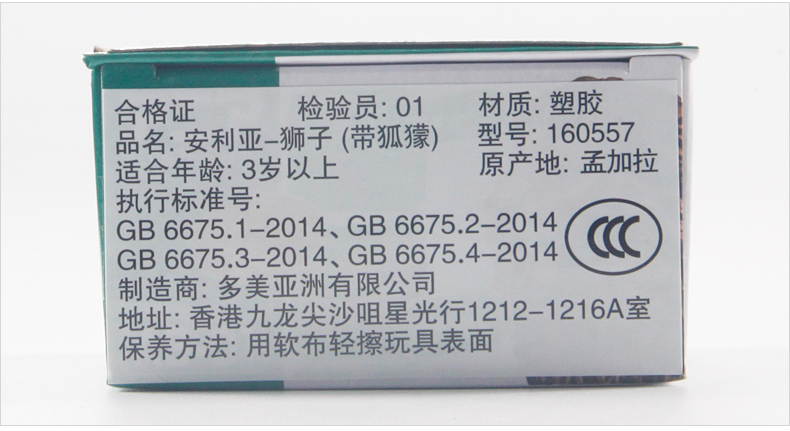 合格证 检验员: 01 材质: 塑胶
品名: 安利亚-狮子 (带狐獴) 型号: 160557
适合年龄: 3岁以上 原产地: 孟加拉
执行标准号:
GB 6675.1-2014、GB 6675.2-2014
GB 6675.3-2014、GB 6675.4-2014
CCC
制造商: 多美亚洲有限公司
地址: 香港九龙尖沙咀星光行1212-1216A室
保养方法: 用软布轻擦玩具表面